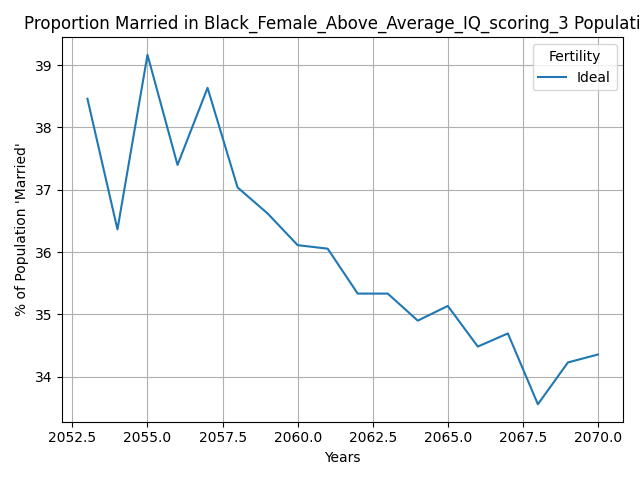 Proportion Married in Black_Female_Above_Average_IQ_scoring_3 Populati
Fertility
Ideal
% of Population 'Married'
39
38
37
36
35
34
2052.5 2055.0 2057.5 2060.0 2062.5 2065.0 2067.5 2070.0
Years